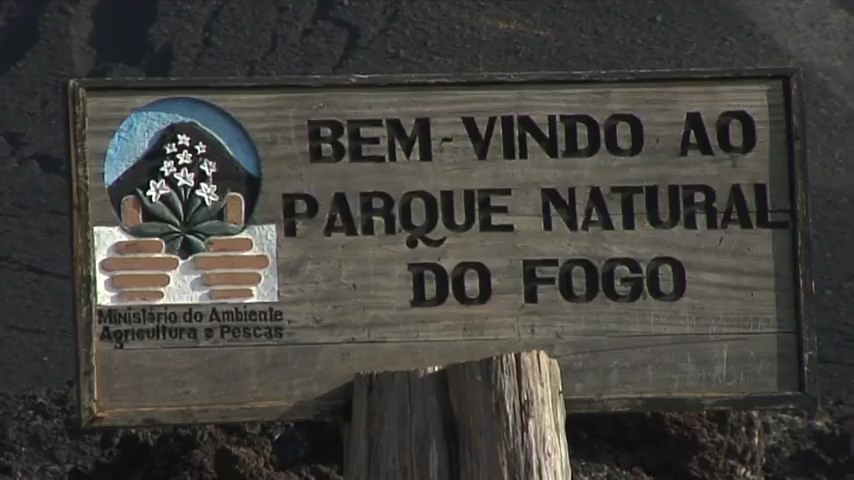 BEM-VINDO AO
PARQUE NATURAL
DO FOGO
Ministério do Ambiente,
Agricultura e Pescas